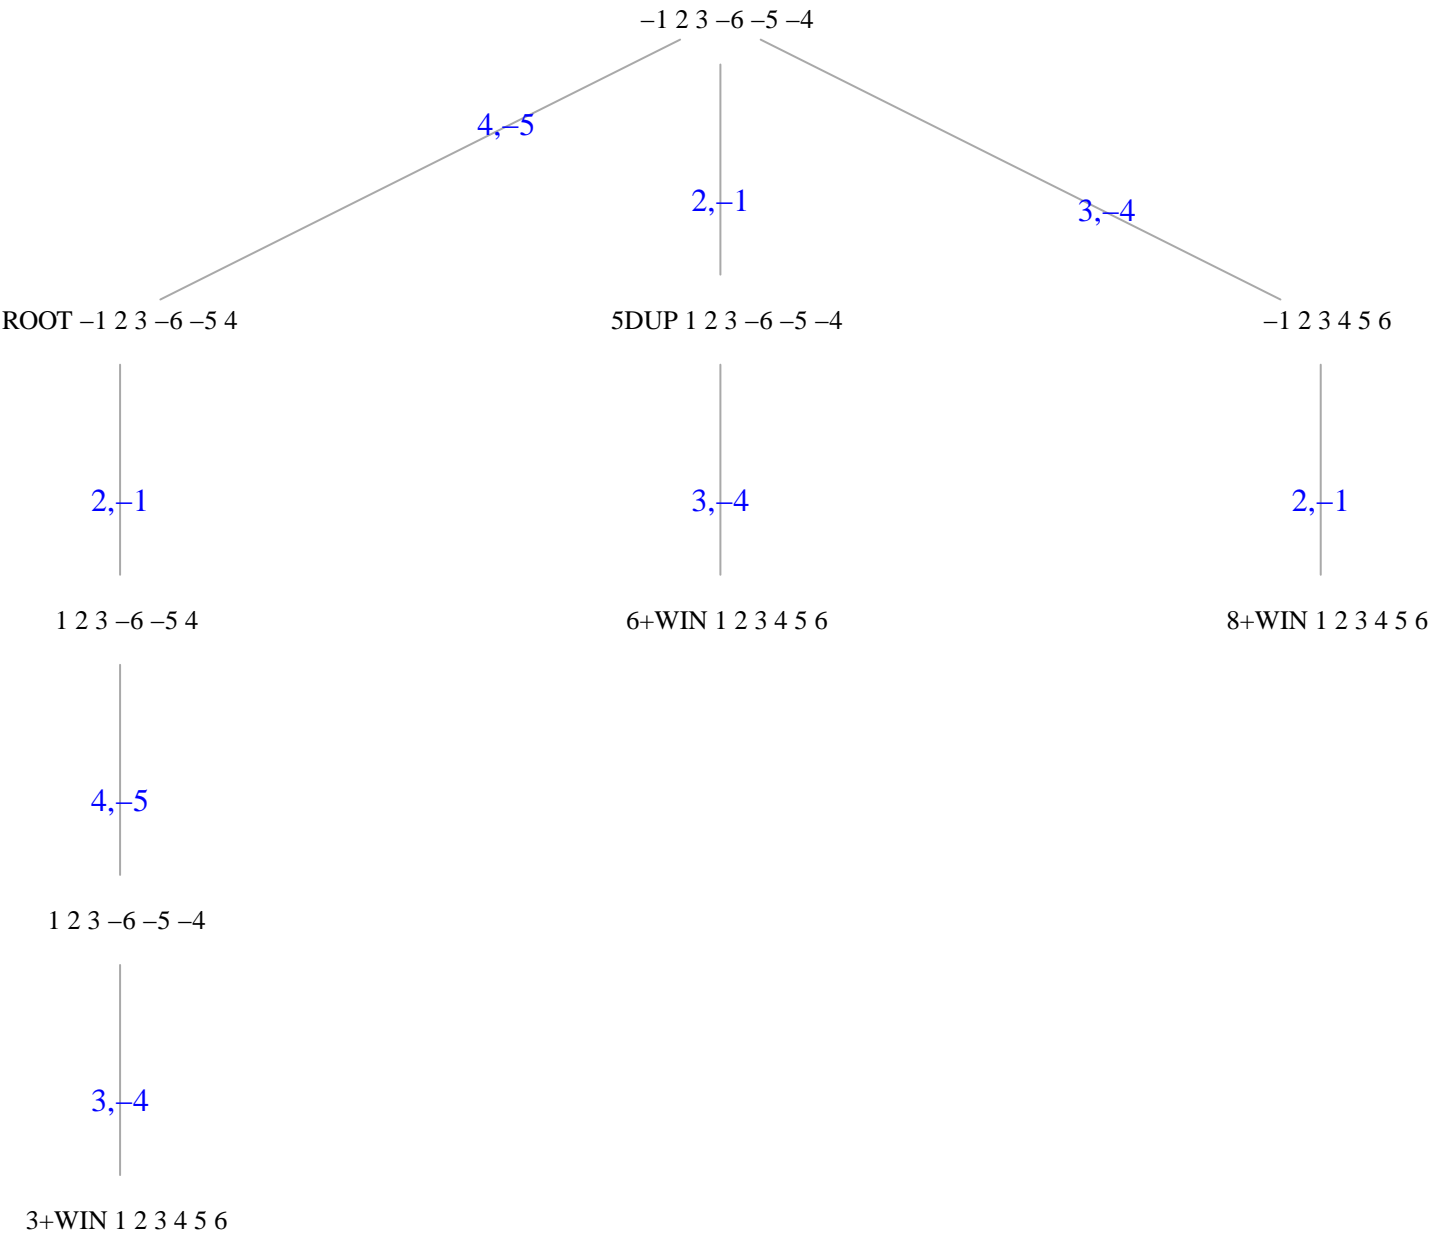 –1 2 3 –6 –5 –4
4,–5
2,–1
3,–4
ROOT –1 2 3 –6 –5 4
5DUP 1 2 3 –6 –5 –4
–1 2 3 4 5 6
2,–1
3,–4
2,–1
1 2 3 –6 –5 4
6+WIN 1 2 3 4 5 6
8+WIN 1 2 3 4 5 6
4,–5
1 2 3 –6 –5 –4
3,–4
3+WIN 1 2 3 4 5 6